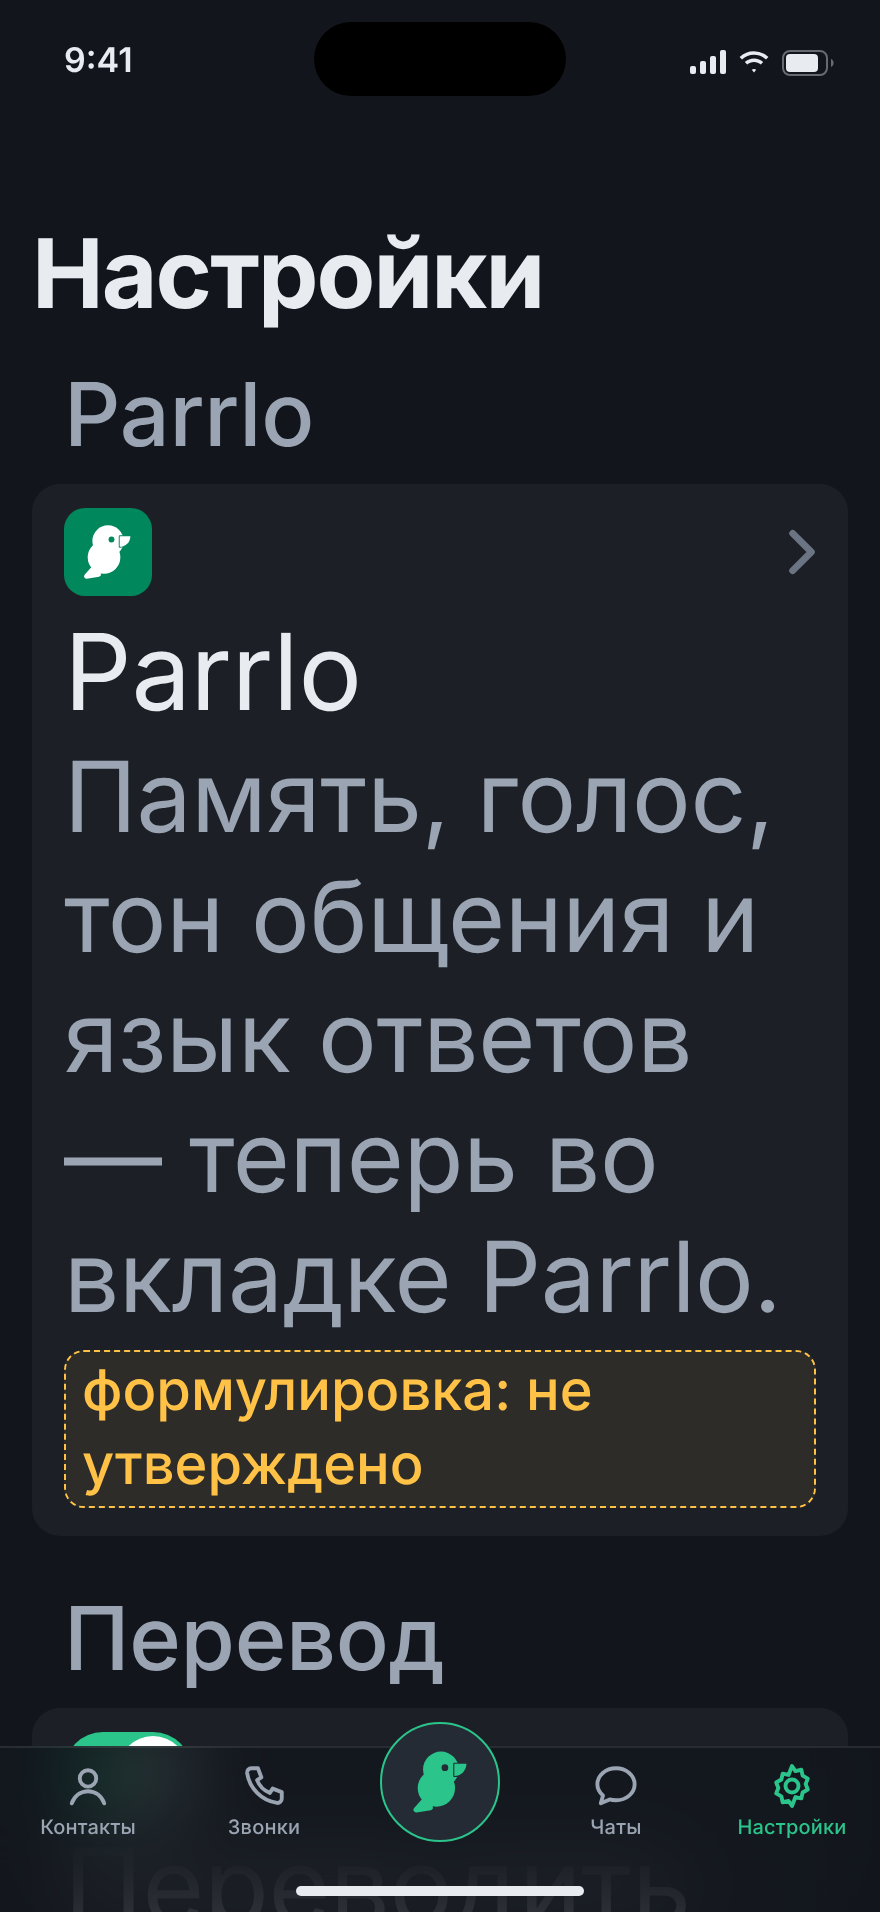 9:41
Настройки
Parrlo
Parrlo
Память, голос,
тон общения и
язык ответов
— теперь во
вкладке Parrlo.
формулировка: не
утверждено
Перевод
Контакты
Звонки
Чаты
Настройки
Переводить